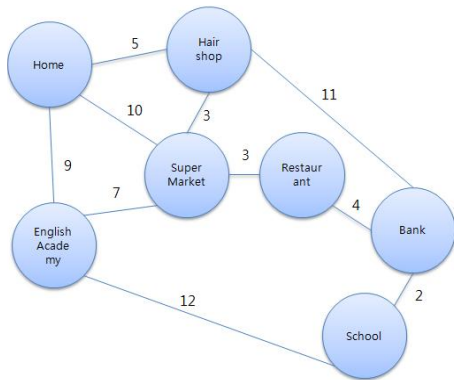 Hair
shop
5
Home
11
10
3
3
9
Super
Market
Restaur
ant
7
4
English
Acade
my
Bank
2
12
School